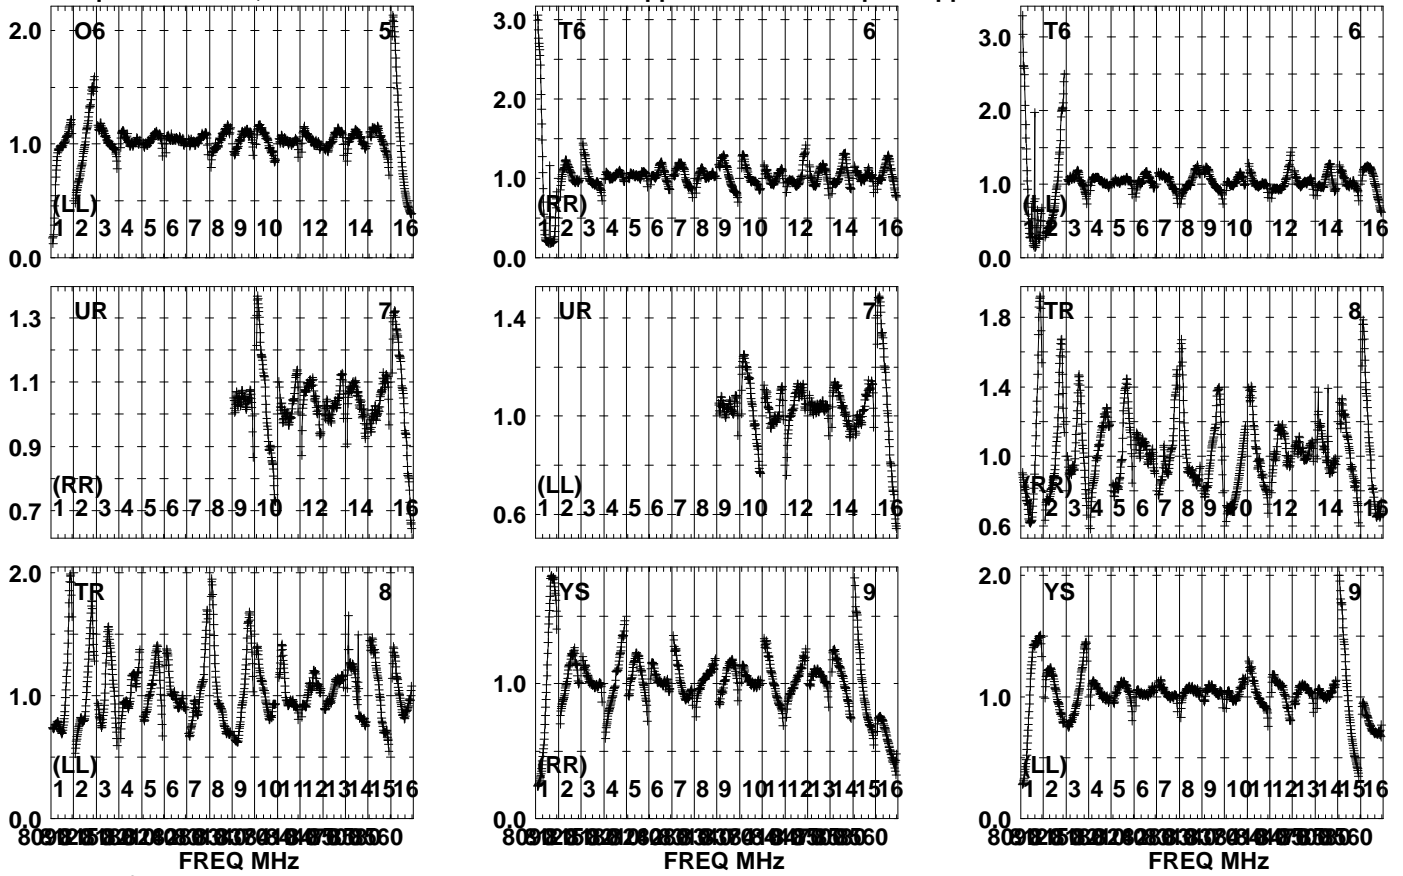 2.0 O6 5 3.0 T6 6 3.0 T6 6
1.0 2.0 2.0
(LL) 1.0 (RR) 1.0 (LL)
1 2 3 4 5 6 7 8 9 10 12 14 16 1 2 3 4 5 6 7 8 9 10 12 14 16 1 2 3 4 5 6 7 8 9 10 12 14 16
0.0 0.0 0.0
1.3 UR 7 1.4 UR 7 1.8 TR 8
1.1 1.0 1.4
0.9 1.0
(RR) (LL) (RR)
0.7 1 2 3 4 5 6 7 8 9 10 12 14 16 0.6 1 2 3 4 5 6 7 8 9 10 12 14 16 0.6 1 2 3 4 5 6 7 8 9 10 12 14 16
2.0 TR 8 YS 9 2.0 YS 9
1.0 1.0 1.0
(LL) (RR) (LL)
1 2 3 4 5 6 7 8 9 10 11 12 13 14 15 16 1 2 3 4 5 6 7 8 9 10 11 12 13 14 15 16 1 2 3 4 5 6 7 8 9 10 11 12 13 14 15 16
0.0 0.0 0.0
FREQ MHz FREQ MHz FREQ MHz